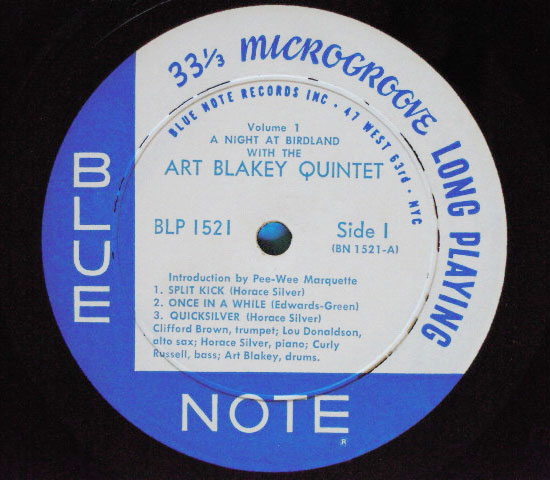 33⅓ MICROGROOVE LONG PLAYING
BLUE NOTE RECORDS INC • 47 WEST 63rd • NYC
Volume 1
A NIGHT AT BIRDLAND
WITH THE
ART BLAKEY QUINTET
BLP 1521
Side 1
(BN 1521-A)
Introduction by Pee-Wee Marquette
1. SPLIT KICK (Horace Silver)
2. ONCE IN A WHILE (Edwards-Green)
3. QUICKSILVER (Horace Silver)
Clifford Brown, trumpet; Lou Donaldson,
alto sax; Horace Silver, piano; Curly
Russell, bass; Art Blakey, drums.
BLUE
NOTE
R